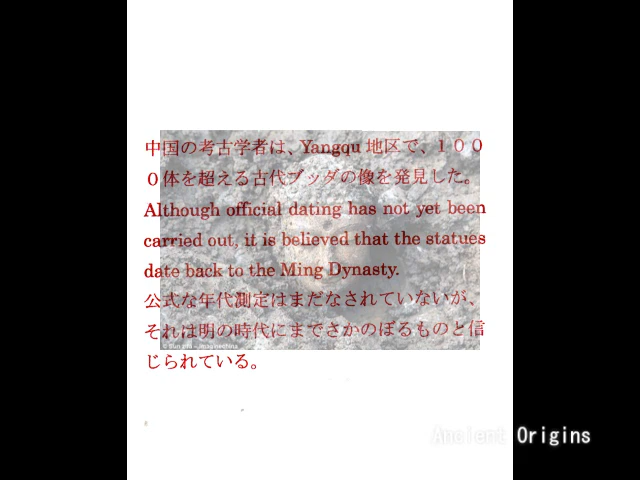 中国の考古学者は、Yangqu 地区で、１００
０体を超える古代ブッダの像を発見した。
Although official dating has not yet been
carried out, it is believed that the statues
date back to the Ming Dynasty.
公式な年代測定はまだなされていないが、
それは明の時代にまでさかのぼるものと信
じられている。
Ancient Origins